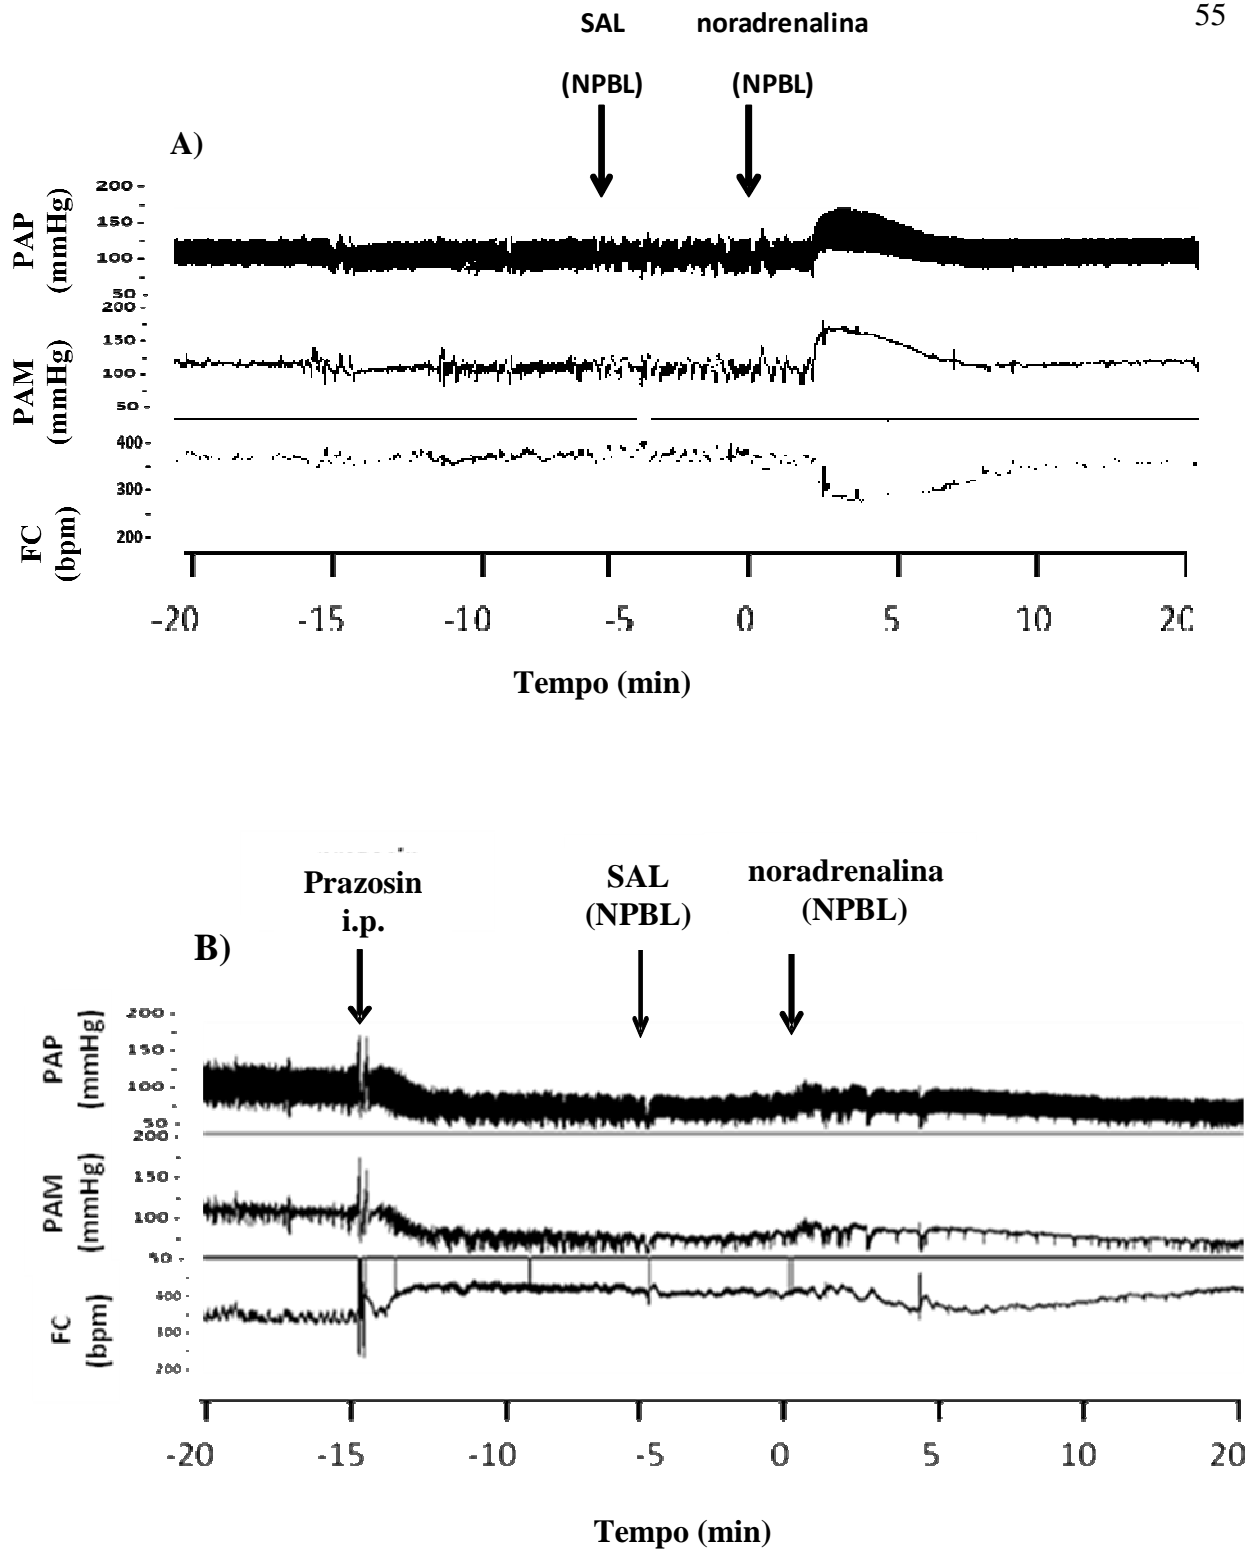 55
SAL noradrenalina
(NPBL) (NPBL)
A)
PAP
(mmHg)
200
150
100
50
PAM
(mmHg)
200
150
100
50
FC
(bpm)
400
300
200
-20 -15 -10 -5 0 5 10 20
Tempo (min)
Prazosin
i.p.
SAL
(NPBL)
noradrenalina
(NPBL)
B)
PAP
(mmHg)
200
150
100
50
PAM
(mmHg)
200
150
100
50
FC
(bpm)
400
300
200
-20 -15 -10 -5 0 5 10 20
Tempo (min)